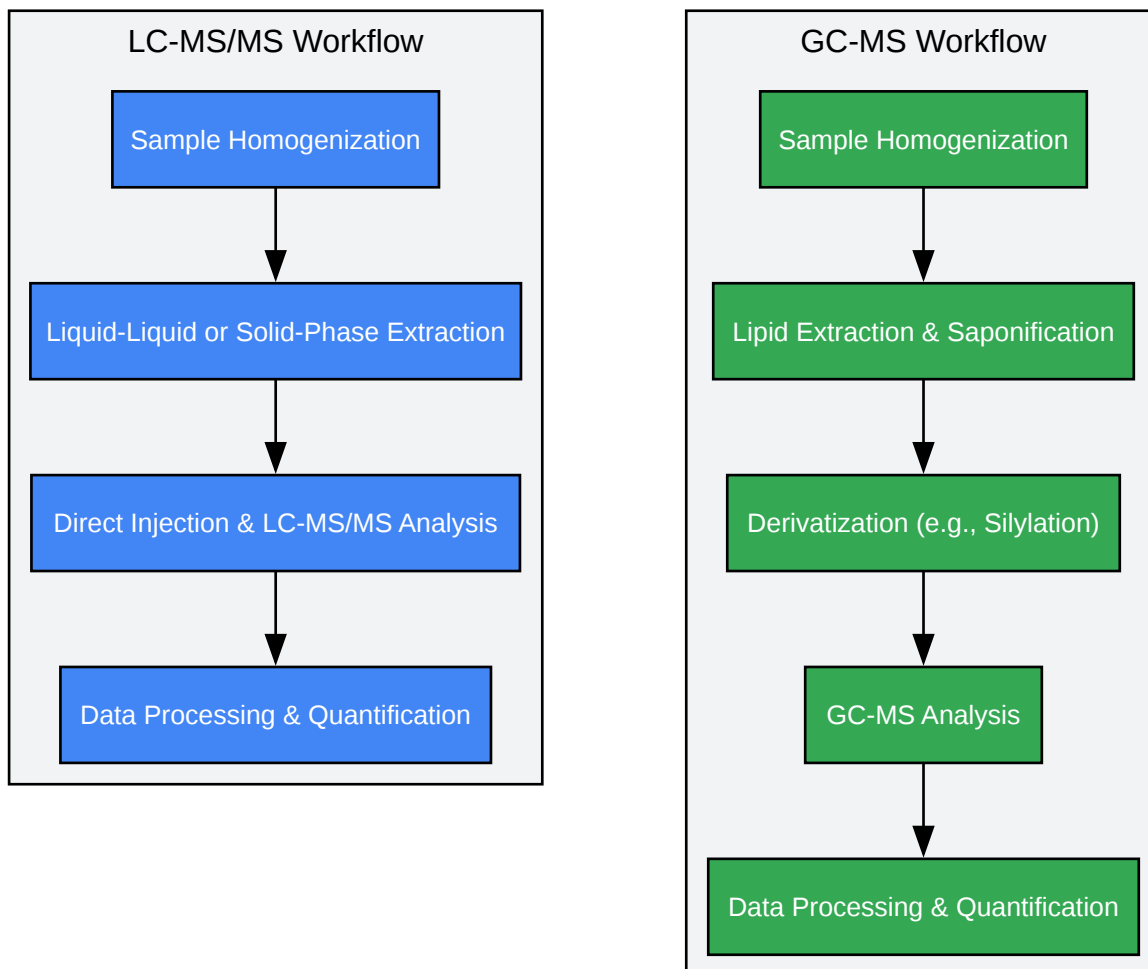 LC-MS/MS Workflow
Sample Homogenization
Liquid-Liquid or Solid-Phase Extraction
Direct Injection & LC-MS/MS Analysis
Data Processing & Quantification
GC-MS Workflow
Sample Homogenization
Lipid Extraction & Saponification
Derivatization (e.g., Silylation)
GC-MS Analysis
Data Processing & Quantification